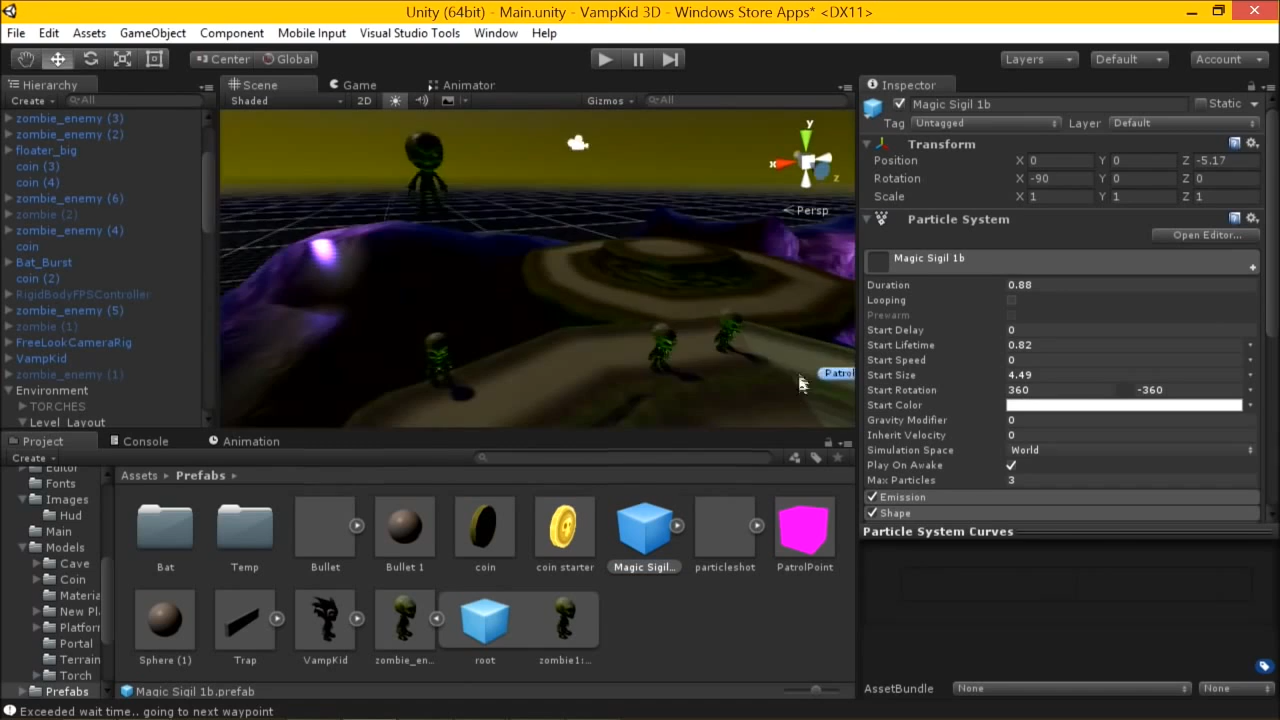 Unity (64bit) - Main.unity - VampKid 3D - Windows Store Apps* <DX11>
File Edit Assets GameObject Component Mobile Input Visual Studio Tools Window Help
Center Global Layers Default Account
Hierarchy
Create All
zombie_enemy (3)
zombie_enemy (2)
floater_big
coin (3)
coin (4)
zombie_enemy (6)
zombie (2)
zombie_enemy (4)
coin
Bat_Burst
coin (2)
RigidBodyFPSController
zombie_enemy (5)
zombie (1)
FreeLookCameraRig
VampKid
zombie_enemy (1)
Environment
TORCHES
Level_Layout
Scene Game Animator
Shaded 2D Gizmos All
y
x
z
Persp
Patrol
Inspector
Magic Sigil 1b Static
Tag Untagged Layer Default
Transform
Position X 0 Y 0 Z -5.17
Rotation X -90 Y 0 Z 0
Scale X 1 Y 1 Z 1
Particle System
Open Editor...
Magic Sigil 1b
Duration 0.88
Looping
Prewarm
Start Delay 0
Start Lifetime 0.82
Start Speed 0
Start Size 4.49
Start Rotation 360 -360
Start Color
Gravity Modifier 0
Inherit Velocity 0
Simulation Space World
Play On Awake
Max Particles 3
Emission
Shape
Particle System Curves
AssetBundle None None
Project Console Animation
Create
Editor
Fonts
Images
Hud
Main
Models
Cave
Coin
Materia
New Pl
Platfor
Portal
Terrain
Torch
Prefabs
Assets Prefabs
Bat Temp Bullet Bullet 1 coin coin starter Magic Sigil... particleshot PatrolPoint
Sphere (1) Trap VampKid zombie_en... root zombie1:...
Magic Sigil 1b.prefab
Exceeded wait time.. going to next waypoint